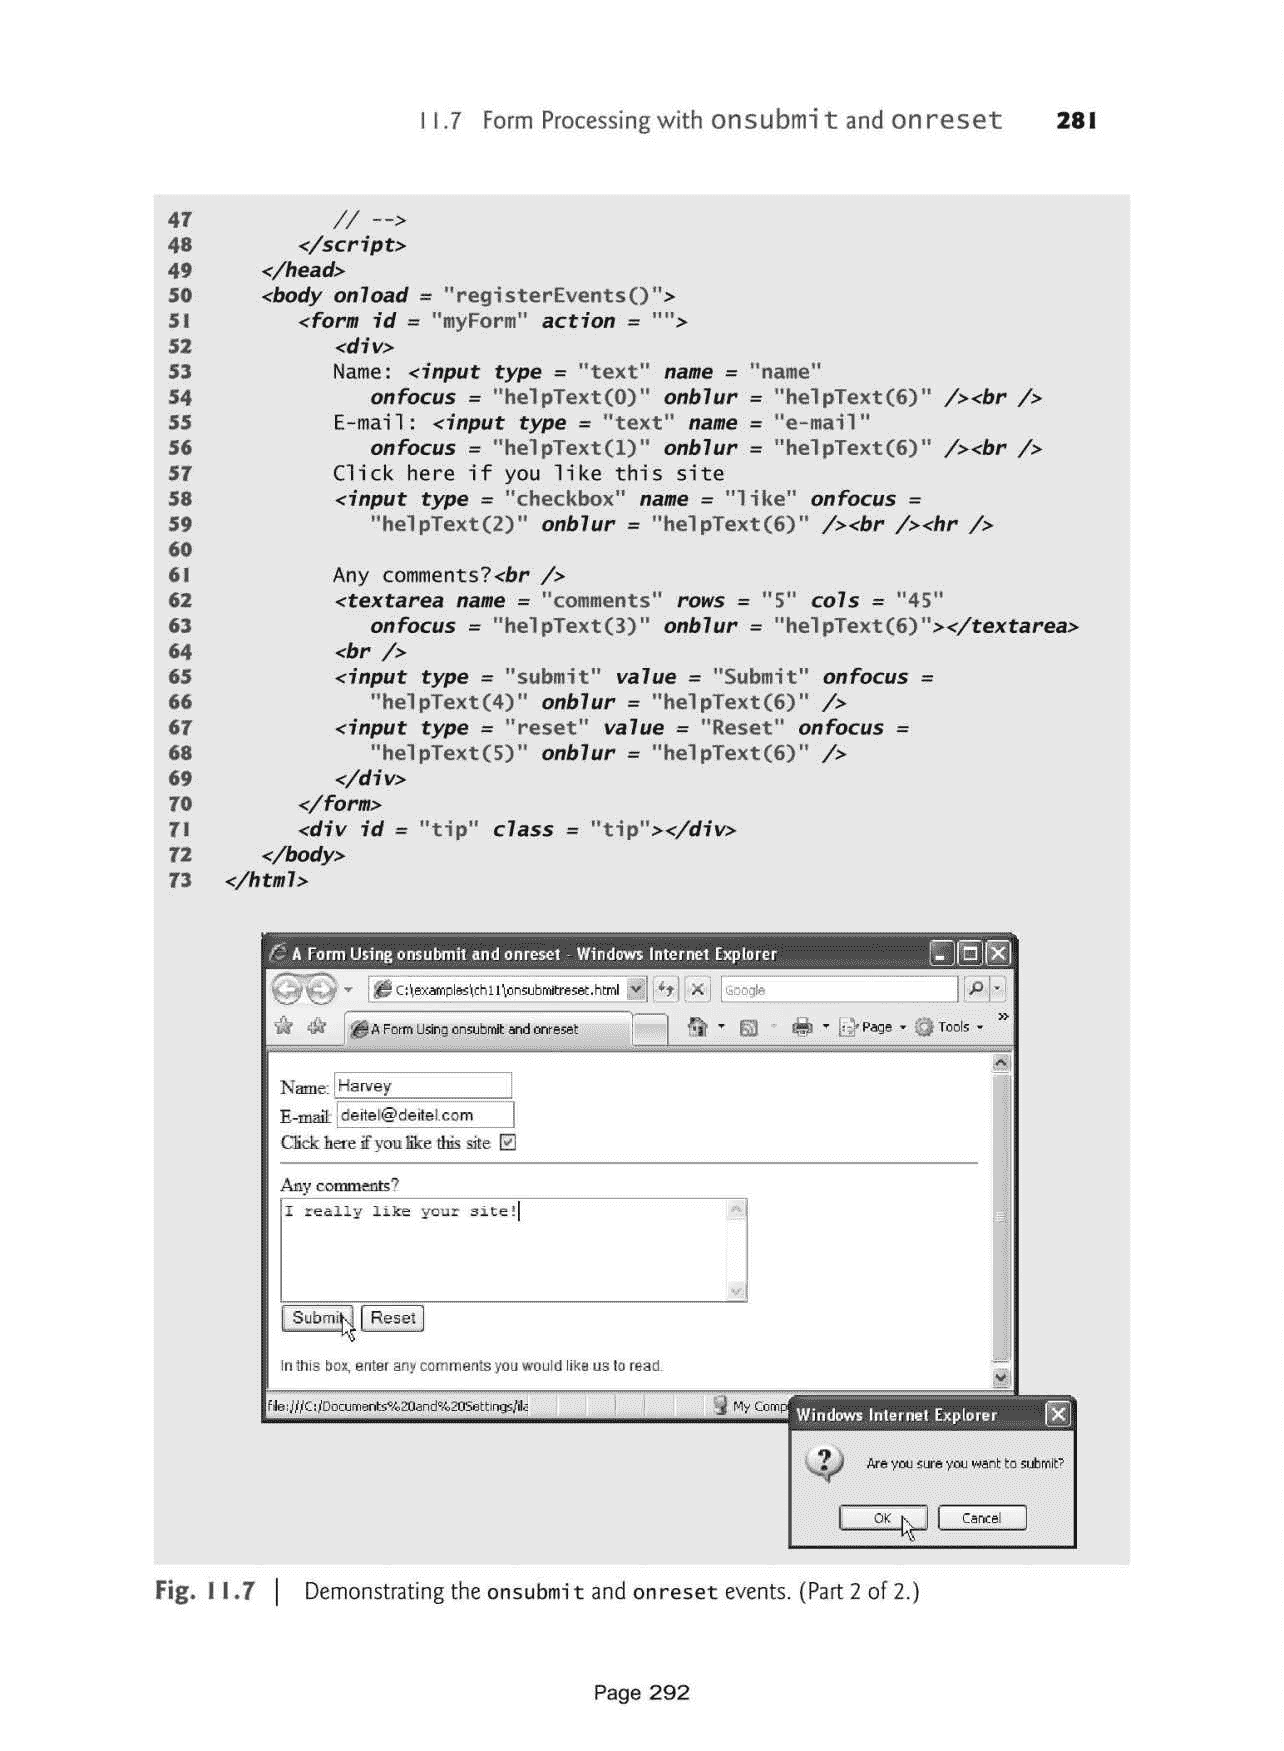 11.7 Form Processing with onsubmit and onreset 281
47 // -->
48 </script>
49 </head>
50 <body onload = "registerEvents()">
51 <form id = "myForm" action = "">
52 <div>
53 Name: <input type = "text" name = "name"
54 onfocus = "helpText(0)" onblur = "helpText(6)" /><br />
55 E-mail: <input type = "text" name = "e-mail"
56 onfocus = "helpText(1)" onblur = "helpText(6)" /><br />
57 Click here if you like this site
58 <input type = "checkbox" name = "like" onfocus =
59 "helpText(2)" onblur = "helpText(6)" /><br /><hr />
60
61 Any comments?<br />
62 <textarea name = "comments" rows = "5" cols = "45"
63 onfocus = "helpText(3)" onblur = "helpText(6)"></textarea>
64 <br />
65 <input type = "submit" value = "Submit" onfocus =
66 "helpText(4)" onblur = "helpText(6)" />
67 <input type = "reset" value = "Reset" onfocus =
68 "helpText(5)" onblur = "helpText(6)" />
69 </div>
70 </form>
71 <div id = "tip" class = "tip"></div>
72 </body>
73 </html>
A Form Using onsubmit and onreset - Windows Internet Explorer
C:\examples\ch11\onsubmitreset.html Google
A Form Using onsubmit and onreset Page Tools »
Name: Harvey
E-mail: deitel@deitel.com
Click here if you like this site
Any comments?
I really like your site!
Submit Reset
In this box, enter any comments you would like us to read.
file:///C:/Documents%20and%20Settings/ My Comp
Windows Internet Explorer
Are you sure you want to submit?
OK Cancel
Fig. 11.7 | Demonstrating the onsubmit and onreset events. (Part 2 of 2.)
Page 292